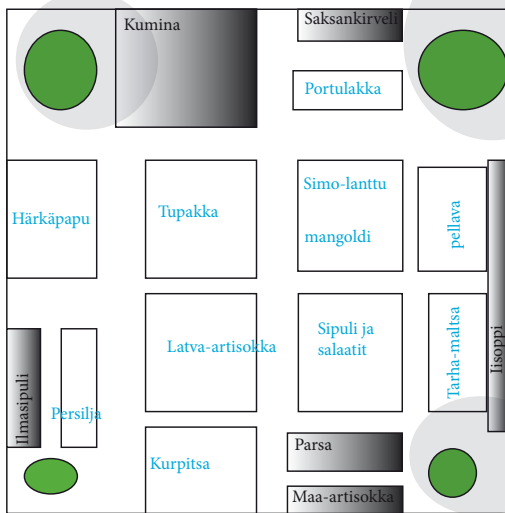 Kumina
Saksankirveli
Portulakka
Härkäpapu
Tupakka
Simo-lanttu
mangoldi
pellava
Iisoppi
Latva-artisokka
Sipuli ja
salaatit
Tarha-maltsa
Ilmasipuli
Persilja
Kurpitsa
Parsa
Maa-artisokka